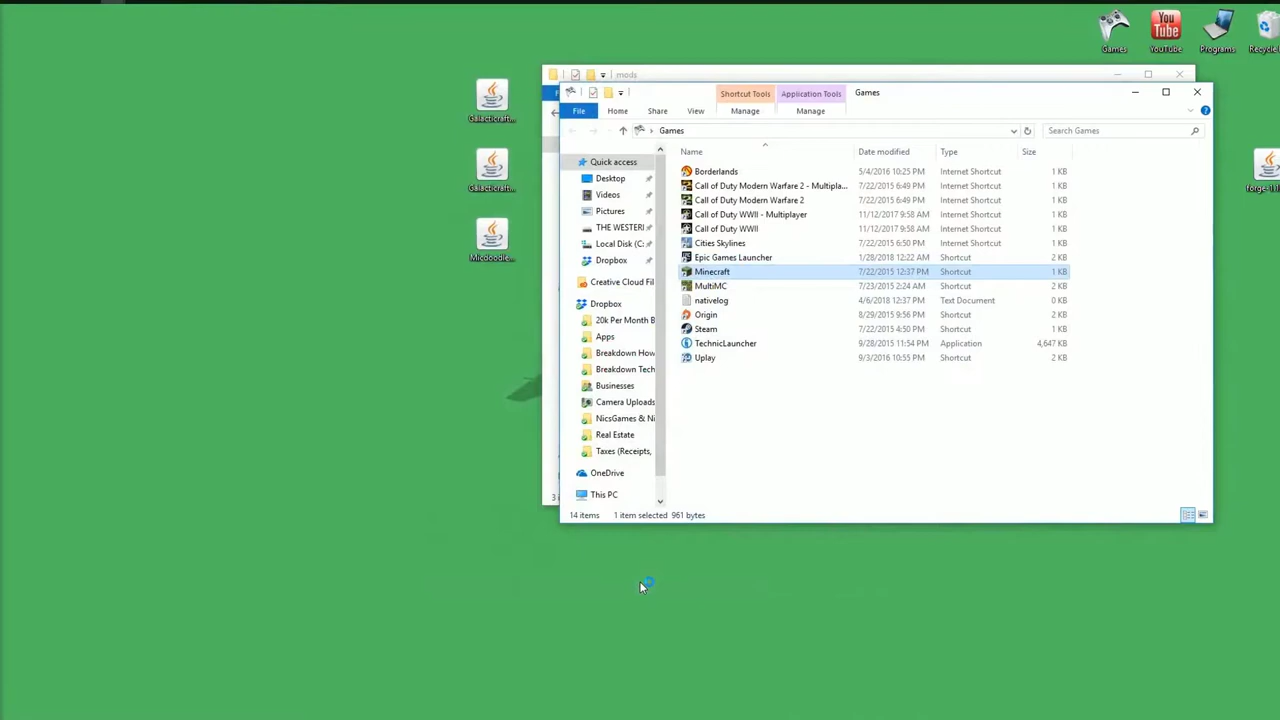 Games
YouTube
Programs
Galacticraft...
Galacticraft...
Micdoodle...
mods
Shortcut Tools
Application Tools
Games
File
Home
Share
View
Manage
Manage
Games
Search Games
Quick access
Desktop
Videos
Pictures
THE WESTERI
Local Disk (C:
Dropbox
Creative Cloud Fil
Dropbox
20k Per Month B
Apps
Breakdown How
Breakdown Tech
Businesses
Camera Uploads
NicsGames & Ni
Real Estate
Taxes (Receipts,
OneDrive
This PC
Name Date modified Type Size
Borderlands 5/4/2016 10:25 PM Internet Shortcut 1 KB
Call of Duty Modern Warfare 2 - Multipla... 7/22/2015 6:49 PM Internet Shortcut 1 KB
Call of Duty Modern Warfare 2 7/22/2015 6:49 PM Internet Shortcut 1 KB
Call of Duty WWII - Multiplayer 11/12/2017 9:58 AM Internet Shortcut 1 KB
Call of Duty WWII 11/12/2017 9:58 AM Internet Shortcut 1 KB
Cities Skylines 7/22/2015 6:50 PM Internet Shortcut 1 KB
Epic Games Launcher 1/28/2018 12:22 AM Shortcut 2 KB
Minecraft 7/22/2015 12:37 PM Shortcut 1 KB
MultiMC 7/23/2015 2:24 AM Shortcut 2 KB
nativelog 4/6/2018 12:37 PM Text Document 0 KB
Origin 8/29/2015 9:56 PM Shortcut 2 KB
Steam 7/22/2015 4:50 PM Shortcut 2 KB
TechnicLauncher 9/28/2015 11:54 PM Application 4,647 KB
Uplay 9/3/2016 10:55 PM Shortcut 2 KB
14 items 1 item selected 961 bytes